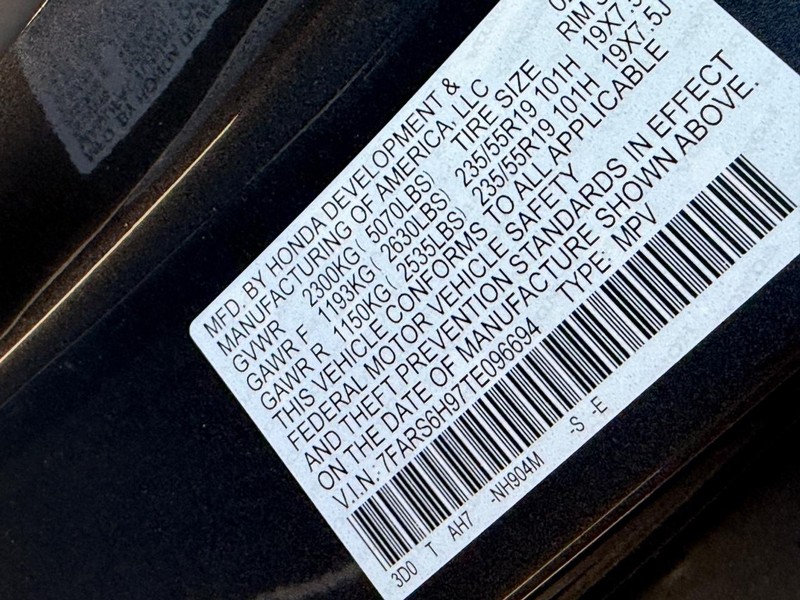 MFD. BY HONDA DEVELOPMENT &
MANUFACTURING OF AMERICA, LLC
TIRE SIZE RIM S
GVWR 2300KG( 5070LBS) 235/55R19 101H 19X7.5
GAWR F 1193KG( 2630LBS) 235/55R19 101H 19X7.5J
GAWR R 1150KG( 2535LBS)
THIS VEHICLE CONFORMS TO ALL APPLICABLE
FEDERAL MOTOR VEHICLE SAFETY
AND THEFT PREVENTION STANDARDS IN EFFECT
ON THE DATE OF MANUFACTURE SHOWN ABOVE.
V.I.N.: 7FARS6H97TE096694 TYPE: MPV
3D0 T AH7 -NH904M -S -E